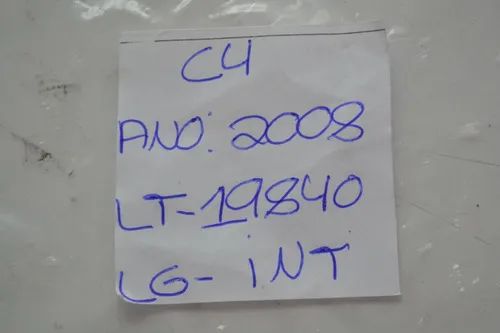 C4
ANO: 2008
LT-19840
LG- INT